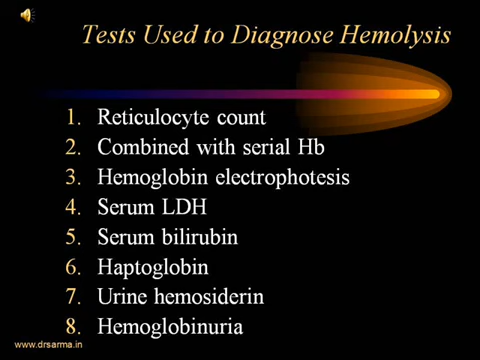 Tests Used to Diagnose Hemolysis
1. Reticulocyte count
2. Combined with serial Hb
3. Hemoglobin electrophotesis
4. Serum LDH
5. Serum bilirubin
6. Haptoglobin
7. Urine hemosiderin
8. Hemoglobinuria
www.drsarma.in